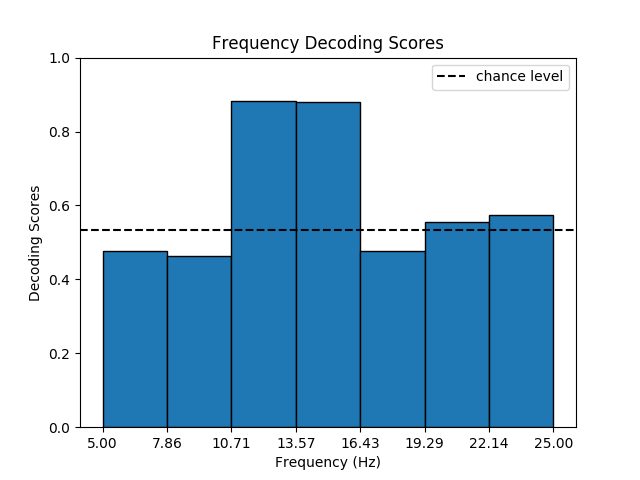 Frequency Decoding Scores
chance level
1.0
0.8
0.6
0.4
0.2
0.0
Decoding Scores
5.00 7.86 10.71 13.57 16.43 19.29 22.14 25.00
Frequency (Hz)